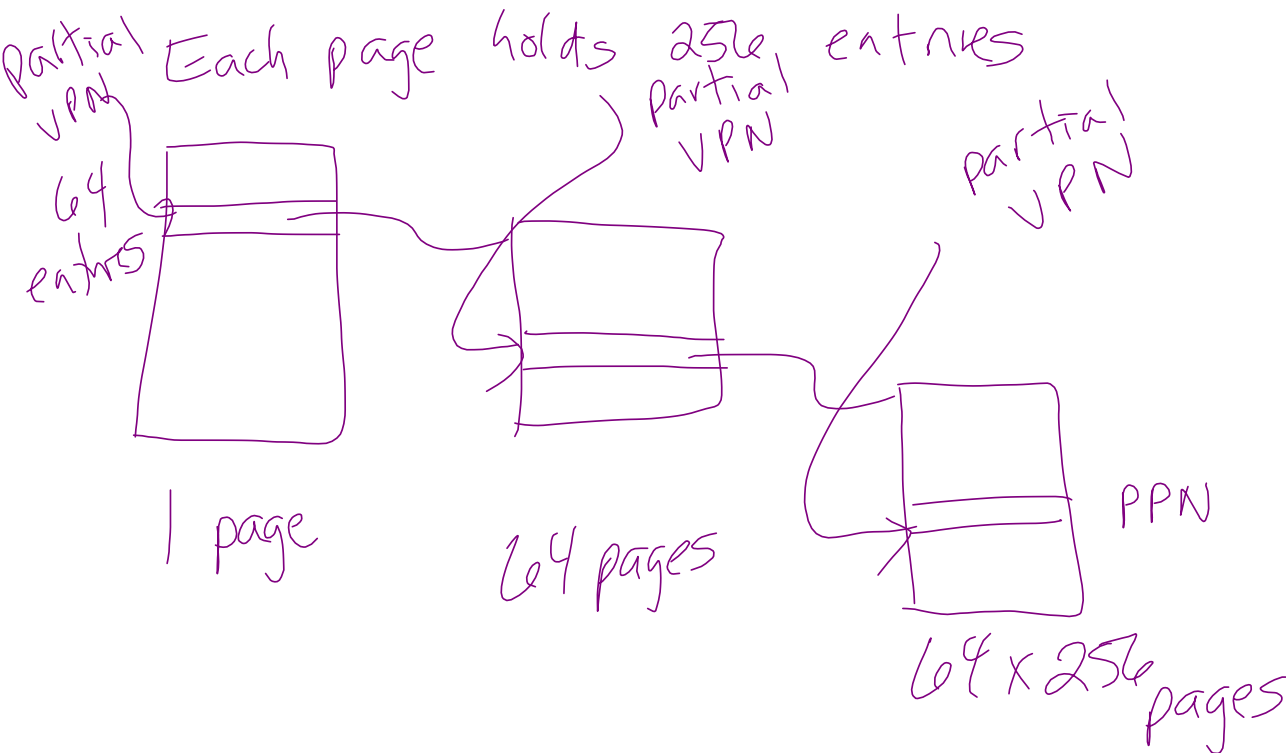 Each page holds 256 entries
partial
VPN
partial
VPN
partial
VPN
64
entries
1 page
64 pages
PPN
64 x 256
pages